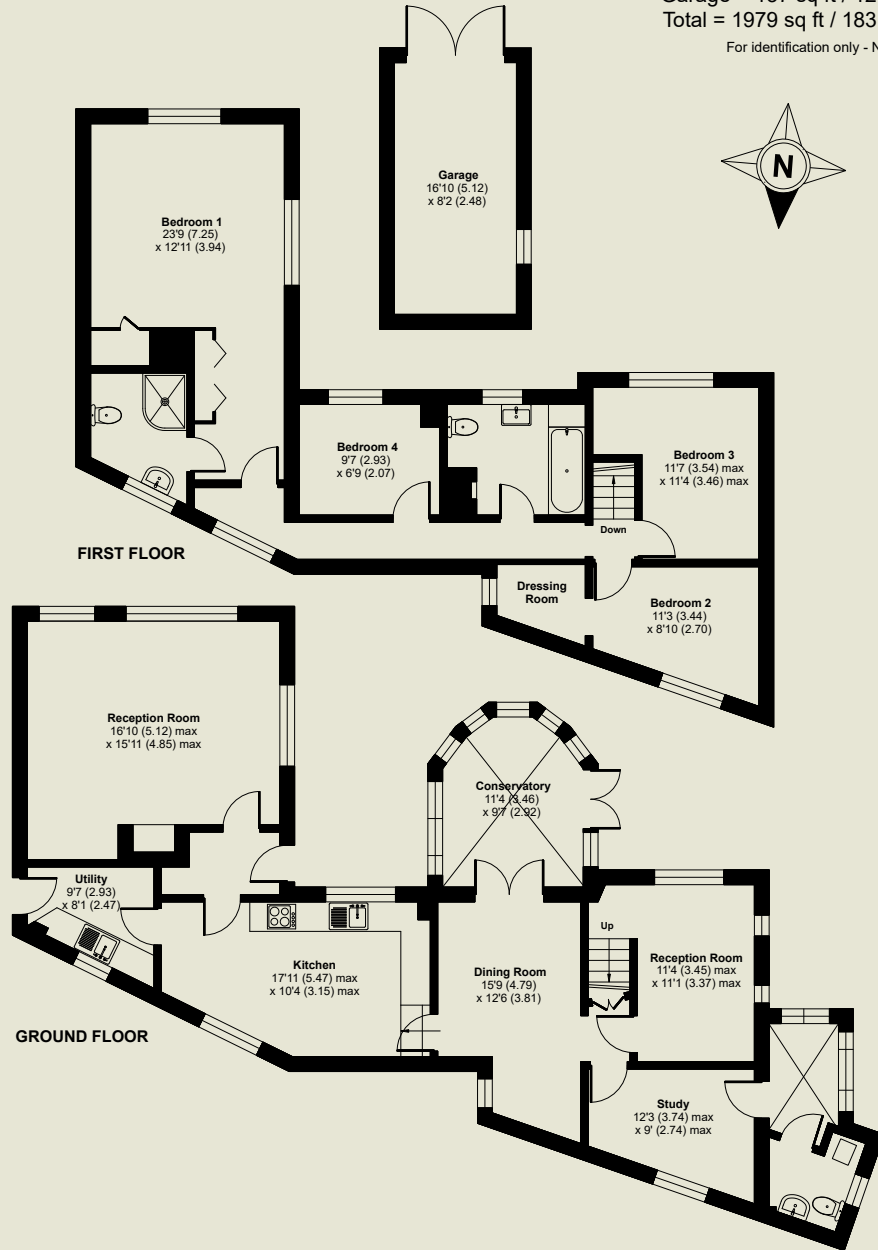 Total = 1979 sq ft / 183
For identification only - N
N
Garage
16'10 (5.12)
x 8'2 (2.48)
Bedroom 1
23'9 (7.25)
x 12'11 (3.94)
Bedroom 4
9'7 (2.93)
x 6'9 (2.07)
Bedroom 3
11'7 (3.54) max
x 11'4 (3.46) max
Down
FIRST FLOOR
Dressing
Room
Bedroom 2
11'3 (3.44)
x 8'10 (2.70)
Reception Room
16'10 (5.12) max
x 15'11 (4.85) max
Conservatory
11'4 (3.46)
x 9'7 (2.92)
Utility
9'7 (2.93)
x 8'1 (2.47)
Up
Kitchen
17'11 (5.47) max
x 10'4 (3.15) max
Dining Room
15'9 (4.79)
x 12'6 (3.81)
Reception Room
11'4 (3.45) max
x 11'1 (3.37) max
GROUND FLOOR
Study
12'3 (3.74) max
x 9' (2.74) max